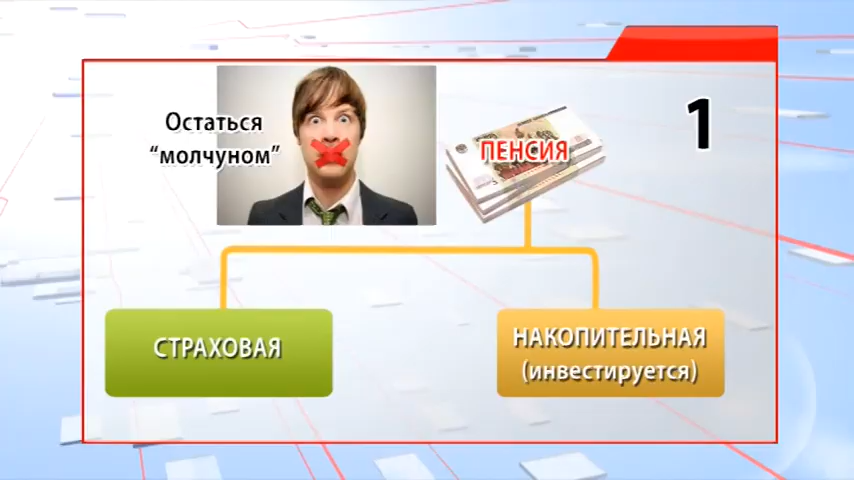 Остаться
“молчуном”
ПЕНСИЯ
1
СТРАХОВАЯ
НАКОПИТЕЛЬНАЯ
(инвестируется)